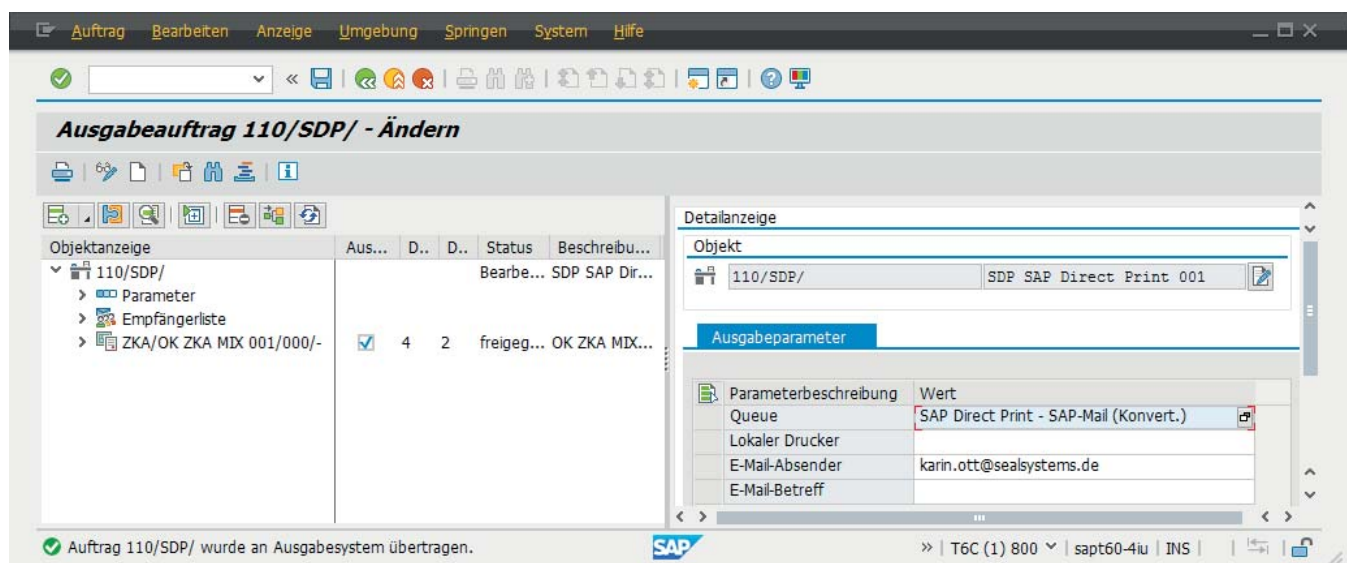 Auftrag Bearbeiten Anzeige Umgebung Springen System Hilfe
Ausgabeauftrag 110/SDP/ - Ändern
Detailanzeige
Objektanzeige Aus... D.. D.. Status Beschreibu...
Objekt
110/SDP/ Bearbe... SDP SAP Dir...
110/SDP/ SDP SAP Direct Print 001
Parameter
Empfängerliste
ZKA/OK ZKA MIX 001/000/- 4 2 freigeg... OK ZKA MIX...
Ausgabeparameter
Parameterbeschreibung Wert
Queue SAP Direct Print - SAP-Mail (Konvert.)
Lokaler Drucker
E-Mail-Absender karin.ott@sealsystems.de
E-Mail-Betreff
Auftrag 110/SDP/ wurde an Ausgabesystem übertragen. SAP » | T6C (1) 800 | sapt60-4iu | INS |